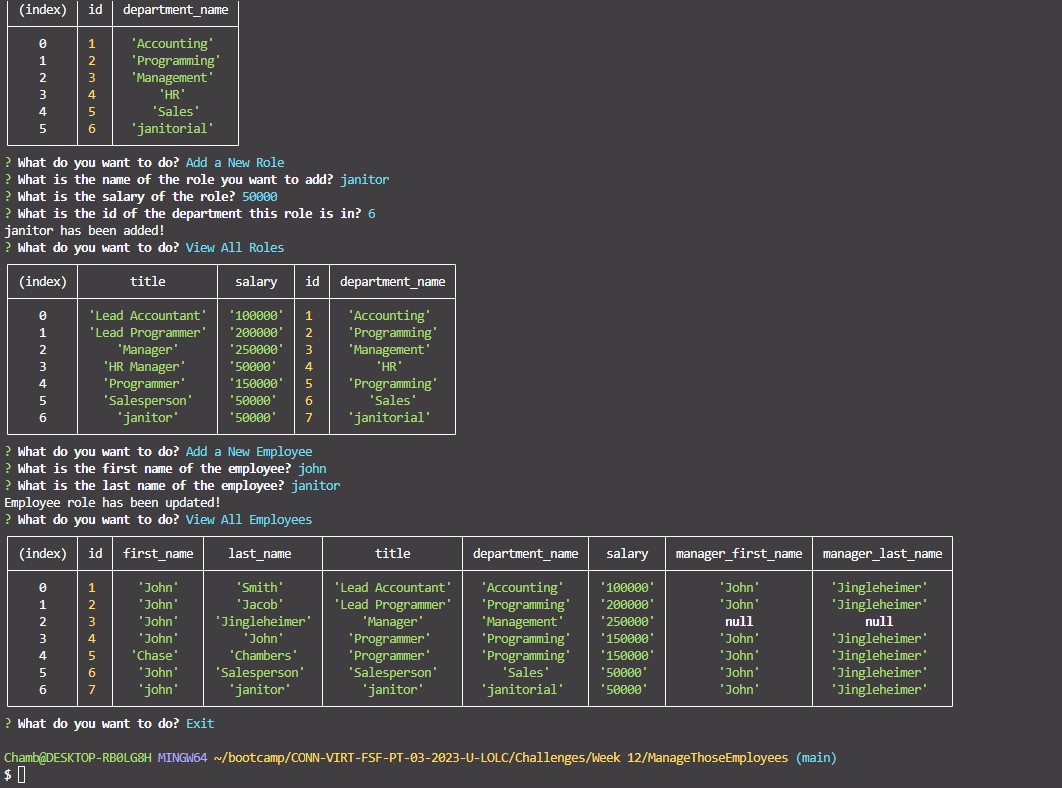 (index) id department_name
0 1 'Accounting'
1 2 'Programming'
2 3 'Management'
3 4 'HR'
4 5 'Sales'
5 6 'janitorial'
? What do you want to do? Add a New Role
? What is the name of the role you want to add? janitor
? What is the salary of the role? 50000
? What is the id of the department this role is in? 6
janitor has been added!
? What do you want to do? View All Roles
(index) title salary id department_name
0 'Lead Accountant' '100000' 1 'Accounting'
1 'Lead Programmer' '200000' 2 'Programming'
2 'Manager' '250000' 3 'Management'
3 'HR Manager' '50000' 4 'HR'
4 'Programmer' '150000' 5 'Programming'
5 'Salesperson' '50000' 6 'Sales'
6 'janitor' '50000' 7 'janitorial'
? What do you want to do? Add a New Employee
? What is the first name of the employee? john
? What is the last name of the employee? janitor
Employee role has been updated!
? What do you want to do? View All Employees
(index) id first_name last_name title department_name salary manager_first_name manager_last_name
0 1 'John' 'Smith' 'Lead Accountant' 'Accounting' '100000' 'John' 'Jingleheimer'
1 2 'John' 'Jacob' 'Lead Programmer' 'Programming' '200000' 'John' 'Jingleheimer'
2 3 'John' 'Jingleheimer' 'Manager' 'Management' '250000' null null
3 4 'John' 'John' 'Programmer' 'Programming' '150000' 'John' 'Jingleheimer'
4 5 'Chase' 'Chambers' 'Programmer' 'Programming' '150000' 'John' 'Jingleheimer'
5 6 'John' 'Salesperson' 'Salesperson' 'Sales' '50000' 'John' 'Jingleheimer'
6 7 'john' 'janitor' 'janitor' 'janitorial' '50000' 'John' 'Jingleheimer'
? What do you want to do? Exit
Chamb@DESKTOP-RB0LG8H MINGW64 ~/bootcamp/CONN-VIRT-FSF-PT-03-2023-U-LOLC/Challenges/Week 12/ManageThoseEmployees (main)
$